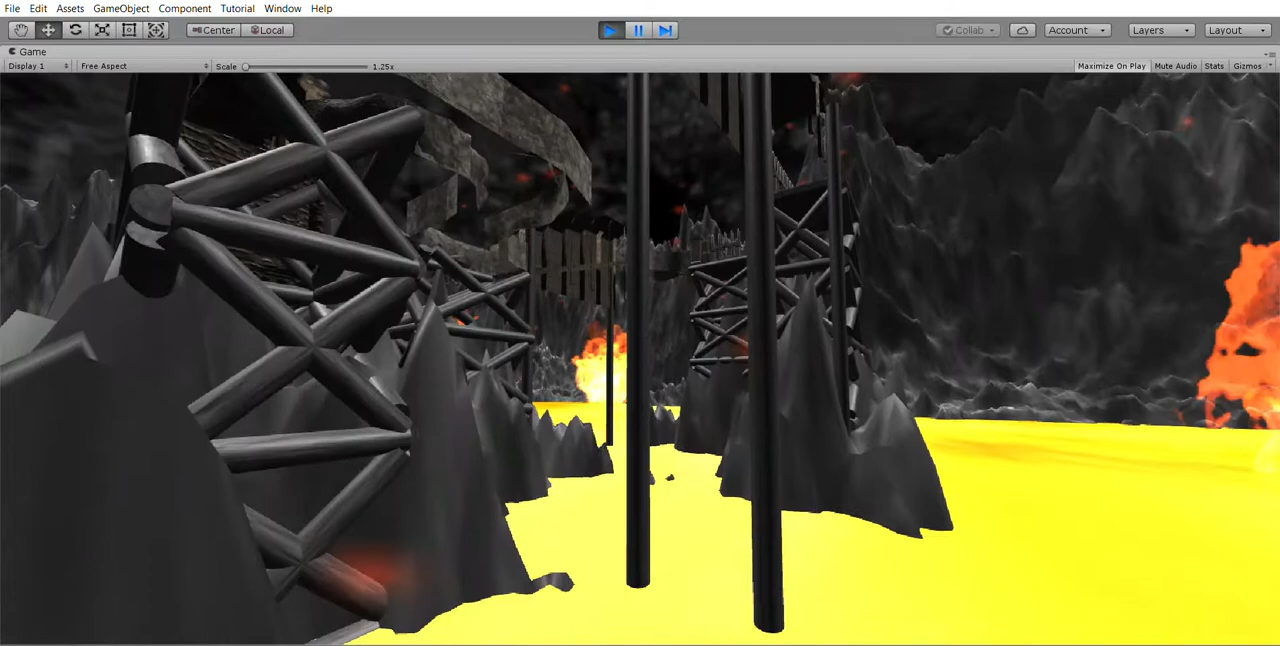 File Edit Assets GameObject Component Tutorial Window Help
Center Local Collab Account Layers Layout
Game
Display 1 Free Aspect Scale 1.25x Maximize On Play Mute Audio Stats Gizmos